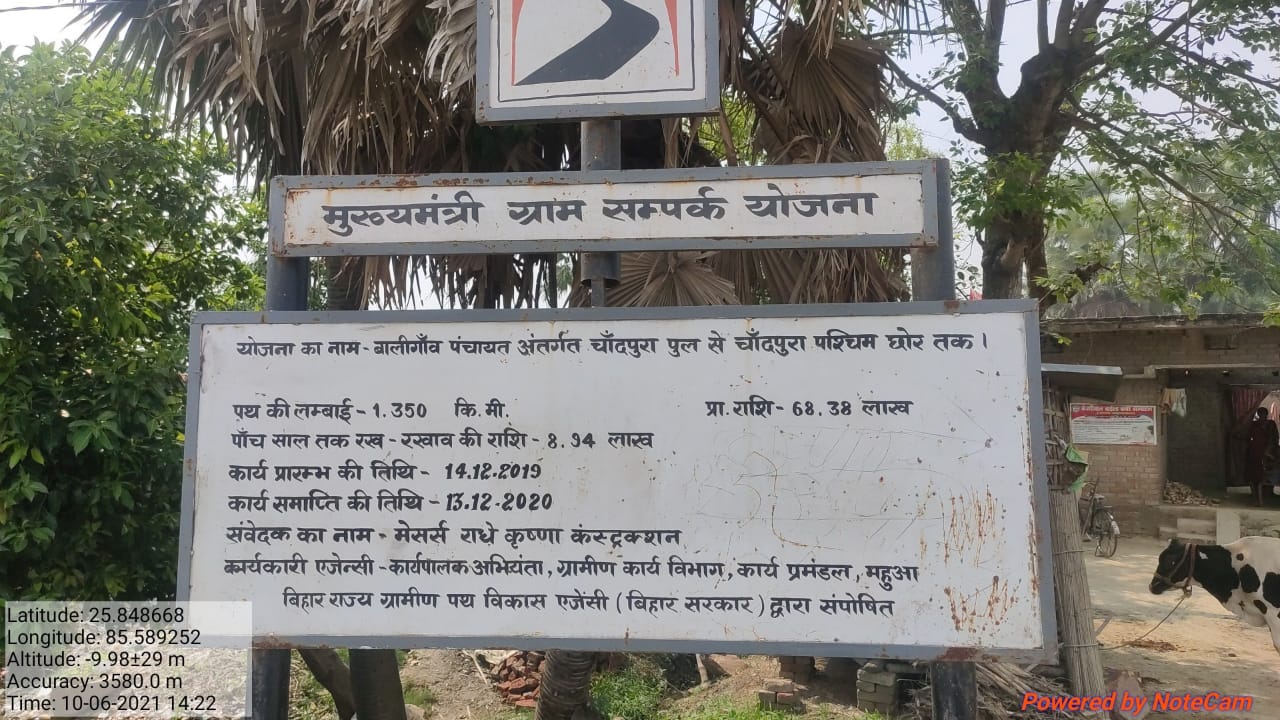 मुख्यमंत्री ग्राम सम्पर्क योजना
योजना का नाम - बालीगाँव पंचायत अंतर्गत चाँदपुरा पुल से चाँदपुरा पश्चिम छोर तक।
पथ की लम्बाई - 1.350 कि.मी. प्रा. राशि - 68.38 लाख
पाँच साल तक रख - रखाव की राशि - 8.94 लाख
कार्य प्रारम्भ की तिथि - 14.12.2019
कार्य समाप्ति की तिथि - 13.12.2020
संवेदक का नाम - मेसर्स राधे कृष्णा कंस्ट्रक्शन
कार्यकारी एजेन्सी - कार्यपालक अभियंता, ग्रामीण कार्य विभाग, कार्य प्रमंडल, महुआ
बिहार राज्य ग्रामीण पथ विकास एजेंसी (बिहार सरकार) द्वारा संपोषित
Latitude: 25.848668
Longitude: 85.589252
Altitude: -9.98±29 m
Accuracy: 3580.0 m
Time: 10-06-2021 14:22
Powered by NoteCam